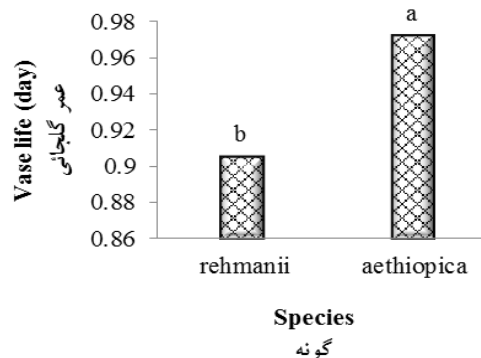 Vase life (day)
عمر گلجائی
0.98
0.96
0.94
0.92
0.9
0.88
0.86
b
a
rehmanii
aethiopica
Species
گونه